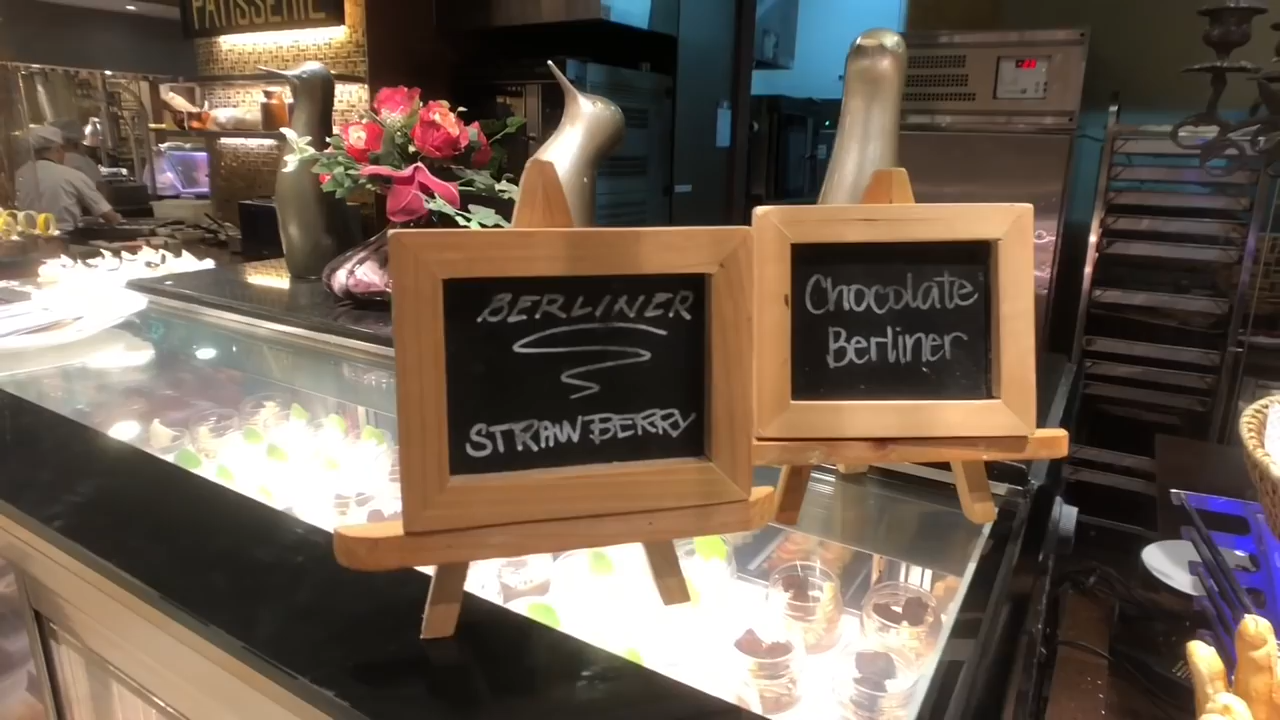 PATISSERIE
BERLINER
STRAWBERRY
Chocolate
Berliner